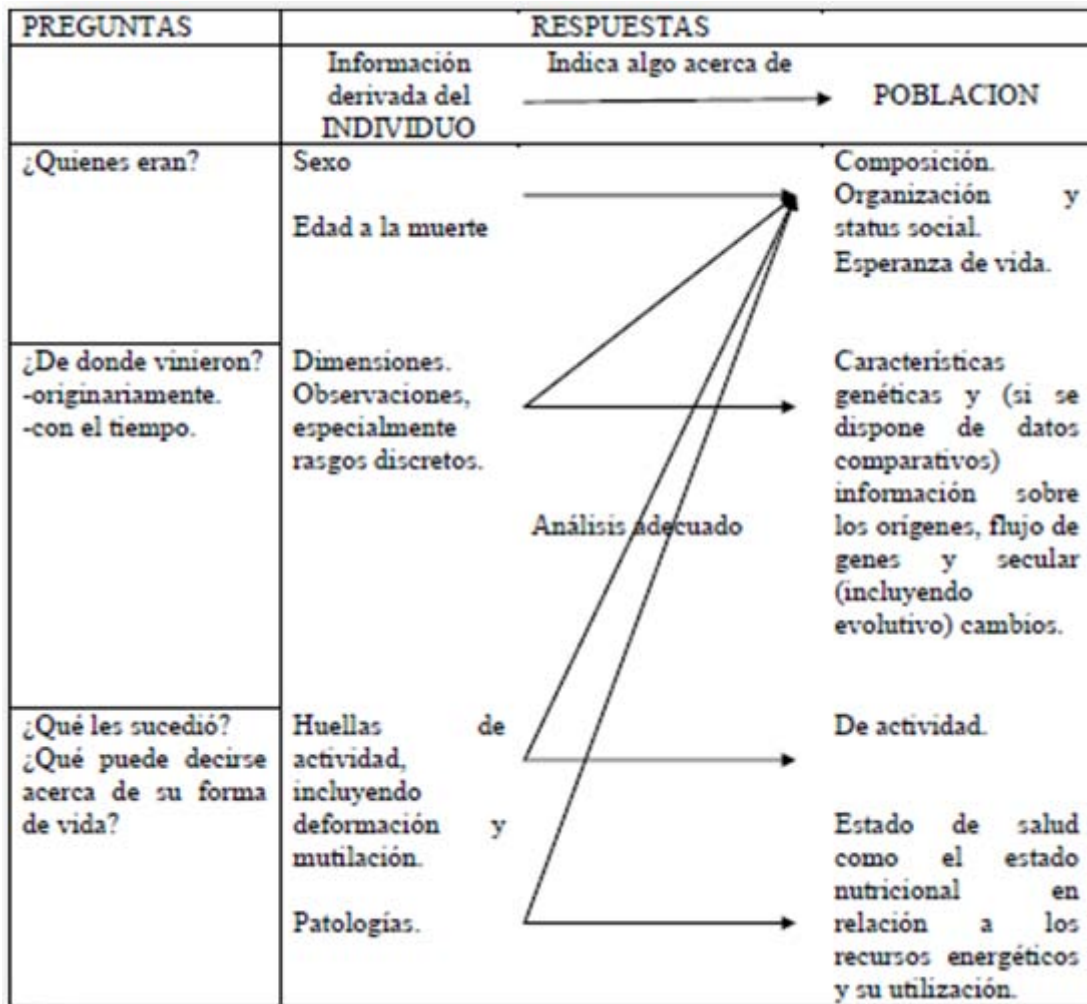 PREGUNTAS
RESPUESTAS
Información
derivada del
INDIVIDUO
Indica algo acerca de
POBLACION
¿Quienes eran?
Sexo
Edad a la muerte
Composición.
Organización y
status social.
Esperanza de vida.
¿De donde vinieron?
-originariamente.
-con el tiempo.
Dimensiones.
Observaciones,
especialmente
rasgos discretos.
Análisis adecuado
Características
genéticas y (si se
dispone de datos
comparativos)
información sobre
los orígenes, flujo de
genes y secular
(incluyendo
evolutivo) cambios.
¿Qué les sucedió?
¿Qué puede decirse
acerca de su forma
de vida?
Huellas de
actividad,
incluyendo
deformación y
mutilación.
Patologías.
De actividad.
Estado de salud
como el estado
nutricional en
relación a los
recursos energéticos
y su utilización.